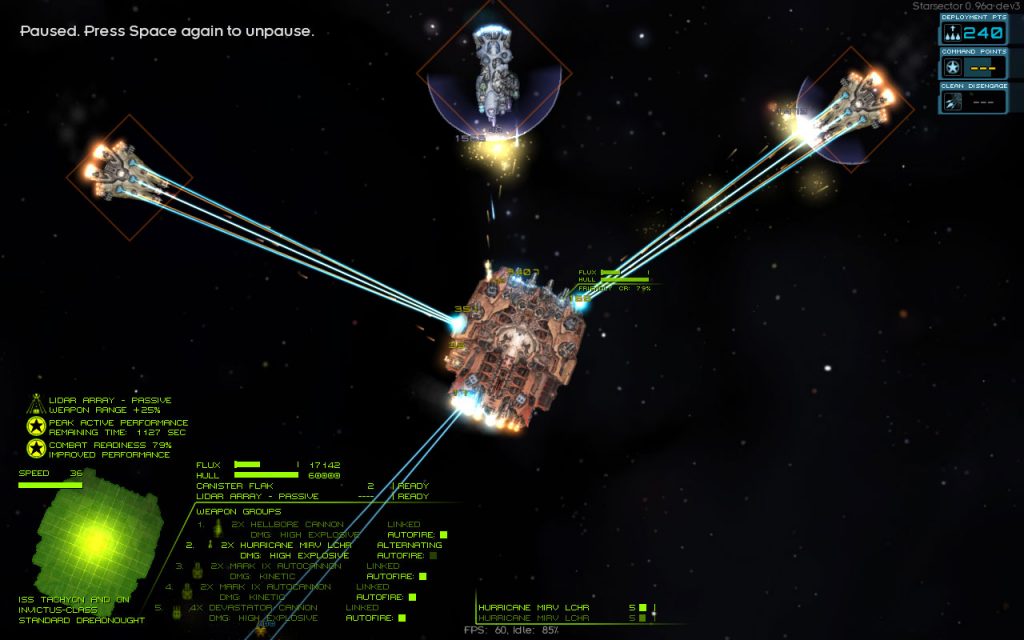 Starsector 0.96a-dev3
Paused. Press Space again to unpause.
DEPLOYMENT PTS
240
COMMAND POINTS
---
CLEAN DISENGAGE
---
FLUX
HULL
FRIENDLY CR: 79%
LIDAR ARRAY - PASSIVE
WEAPON RANGE +25%
PEAK ACTIVE PERFORMANCE
REMAINING TIME: 1127 SEC
COMBAT READINESS 79%
IMPROVED PERFORMANCE
SPEED 36
FLUX 17142
HULL 60000
CANISTER FLAK 2 READY
LIDAR ARRAY - PASSIVE ---- READY
WEAPON GROUPS
1. 2X HELLBORE CANNON LINKED
DMG: HIGH EXPLOSIVE AUTOFIRE:
2. 2X HURRICANE MIRV LCHR ALTERNATING
DMG: HIGH EXPLOSIVE AUTOFIRE:
3. 2X MARK IX AUTOCANNON LINKED
DMG: KINETIC AUTOFIRE:
4. 2X MARK IX AUTOCANNON LINKED
DMG: KINETIC AUTOFIRE:
5. 4X DEVASTATOR CANNON LINKED
DMG: HIGH EXPLOSIVE AUTOFIRE:
ISS TACHYON AND ON
INVICTUS-CLASS
STANDARD DREADNOUGHT
HURRICANE MIRV LCHR 5
HURRICANE MIRV LCHR 5
FPS: 60, Idle: 85%